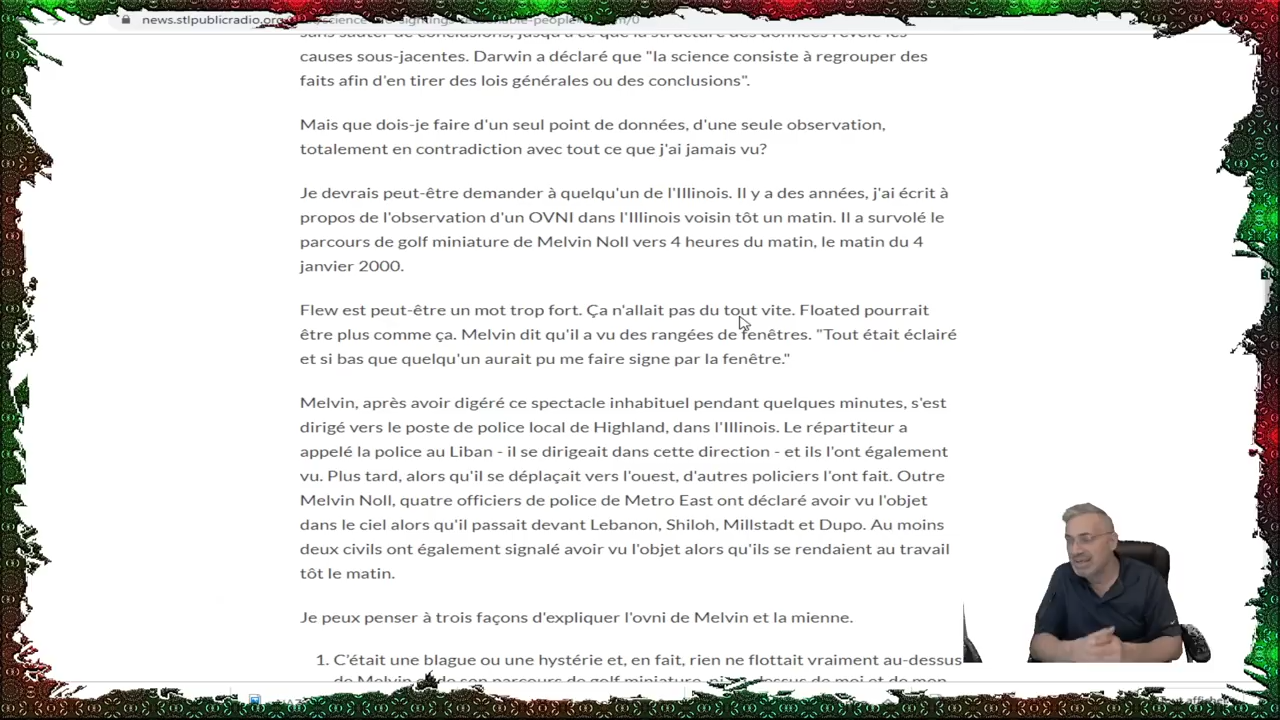 news.stlpublicradio.org
causes sous-jacentes. Darwin a déclaré que "la science consiste à regrouper des
faits afin d'en tirer des lois générales ou des conclusions".
Mais que dois-je faire d'un seul point de données, d'une seule observation,
totalement en contradiction avec tout ce que j'ai jamais vu?
Je devrais peut-être demander à quelqu'un de l'Illinois. Il y a des années, j'ai écrit à
propos de l'observation d'un OVNI dans l'Illinois voisin tôt un matin. Il a survolé le
parcours de golf miniature de Melvin Noll vers 4 heures du matin, le matin du 4
janvier 2000.
Flew est peut-être un mot trop fort. Ça n'allait pas du tout vite. Floated pourrait
être plus comme ça. Melvin dit qu'il a vu des rangées de fenêtres. "Tout était éclairé
et si bas que quelqu'un aurait pu me faire signe par la fenêtre."
Melvin, après avoir digéré ce spectacle inhabituel pendant quelques minutes, s'est
dirigé vers le poste de police local de Highland, dans l'Illinois. Le répartiteur a
appelé la police au Liban - il se dirigeait dans cette direction - et ils l'ont également
vu. Plus tard, alors qu'il se déplaçait vers l'ouest, d'autres policiers l'ont fait. Outre
Melvin Noll, quatre officiers de police de Metro East ont déclaré avoir vu l'objet
dans le ciel alors qu'il passait devant Lebanon, Shiloh, Millstadt et Dupo. Au moins
deux civils ont également signalé avoir vu l'objet alors qu'ils se rendaient au travail
tôt le matin.
Je peux penser à trois façons d'expliquer l'ovni de Melvin et la mienne.
1. C'était une blague ou une hystérie et, en fait, rien ne flottait vraiment au-dessus